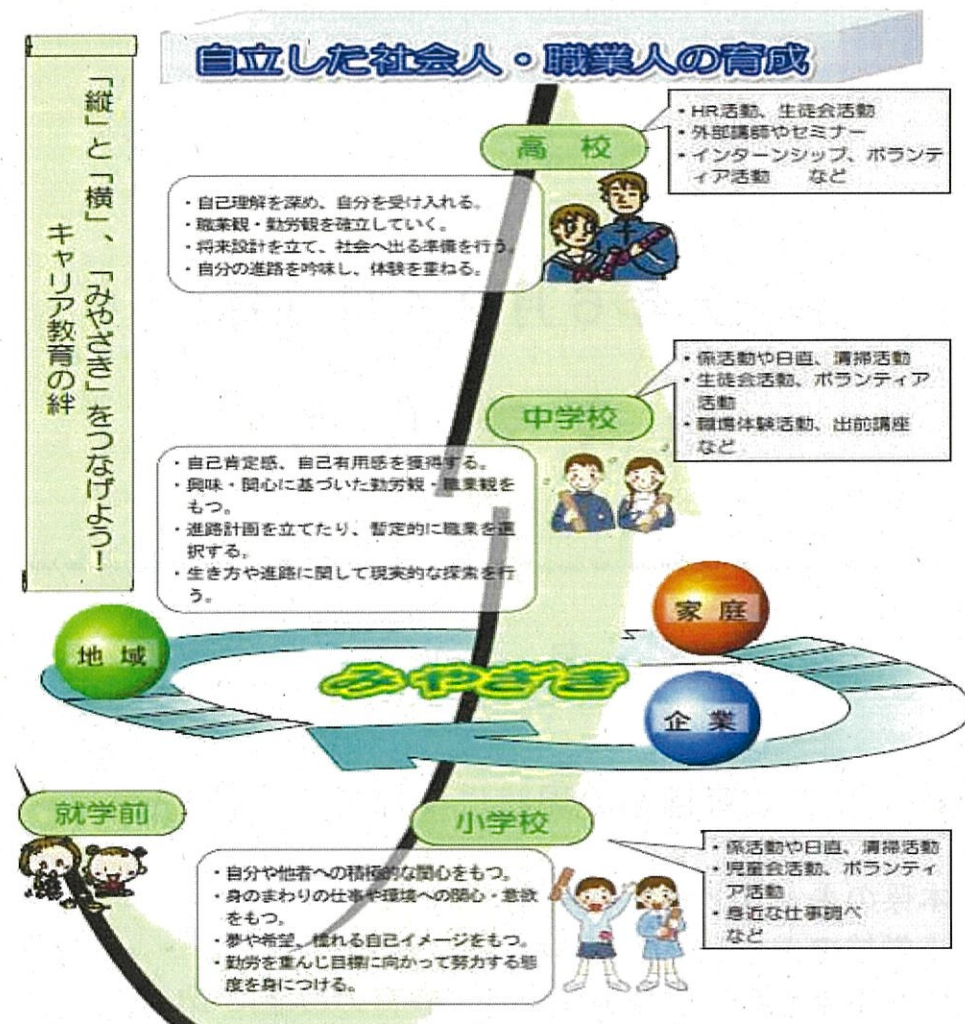 自立した社会人・職業人の育成
「縦」と「横」、「みやざき」をつなげよう！
キャリア教育の絆
高 校
・HR活動、生徒会活動
・外部講師やセミナー
・インターンシップ、ボランテ
ィア活動　など
・自己理解を深め、自分を受け入れる。
・職業観・勤労観を確立していく。
・将来設計を立て、社会へ出る準備を行う。
・自分の進路を吟味し、体験を重ねる。
中学校
・係活動や日直、清掃活動
・生徒会活動、ボランティア
活動
・職場体験活動、出前講座
など
・自己肯定感、自己有用感を獲得する。
・興味・関心に基づいた勤労観・職業観を
もつ。
・進路計画を立てたり、暫定的に職業を選
択する。
・生き方や進路に関して現実的な探索を行
う。
家 庭
地 域
みやざき
企 業
就学前
小学校
・自分や他者への積極的な関心をもつ。
・身のまわりの仕事や環境への関心・意欲
をもつ。
・夢や希望、憧れる自己イメージをもつ。
・勤労を重んじ目標に向かって努力する態
度を身につける。
・係活動や日直、清掃活動
・児童会活動、ボランティ
ア活動
・身近な仕事調べ
など